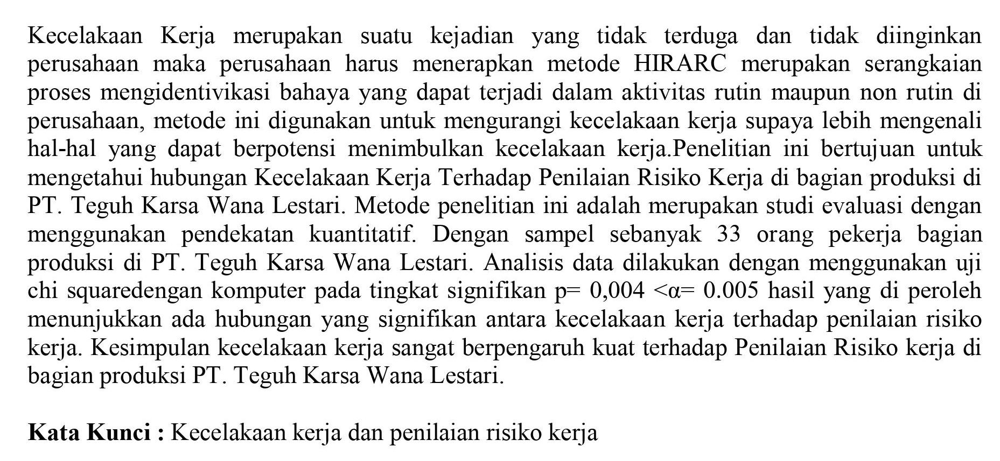 Kecelakaan Kerja merupakan suatu kejadian yang tidak terduga dan tidak diinginkan
perusahaan maka perusahaan harus menerapkan metode HIRARC merupakan serangkaian
proses mengidentivikasi bahaya yang dapat terjadi dalam aktivitas rutin maupun non rutin di
perusahaan, metode ini digunakan untuk mengurangi kecelakaan kerja supaya lebih mengenali
hal-hal yang dapat berpotensi menimbulkan kecelakaan kerja.Penelitian ini bertujuan untuk
mengetahui hubungan Kecelakaan Kerja Terhadap Penilaian Risiko Kerja di bagian produksi di
PT. Teguh Karsa Wana Lestari. Metode penelitian ini adalah merupakan studi evaluasi dengan
menggunakan pendekatan kuantitatif. Dengan sampel sebanyak 33 orang pekerja bagian
produksi di PT. Teguh Karsa Wana Lestari. Analisis data dilakukan dengan menggunakan uji
chi squaredengan komputer pada tingkat signifikan p= 0,004 <α= 0.005 hasil yang di peroleh
menunjukkan ada hubungan yang signifikan antara kecelakaan kerja terhadap penilaian risiko
kerja. Kesimpulan kecelakaan kerja sangat berpengaruh kuat terhadap Penilaian Risiko kerja di
bagian produksi PT. Teguh Karsa Wana Lestari.
Kata Kunci : Kecelakaan kerja dan penilaian risiko kerja